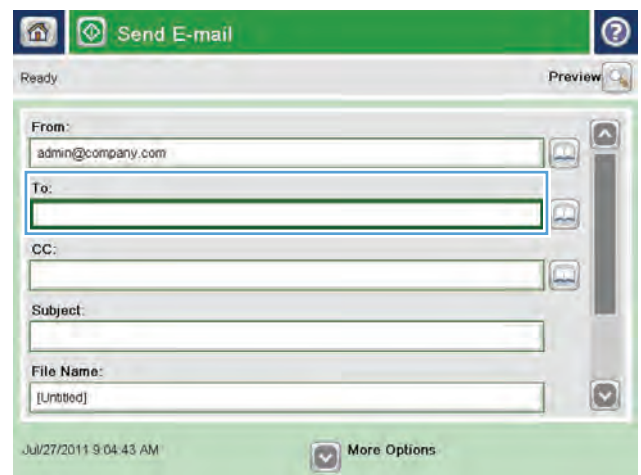 Send E-mail
?
Ready
Preview
From:
admin@company.com
To:
CC:
Subject:
File Name:
[Untitled]
Jul/27/2011 9:04:43 AM
More Options